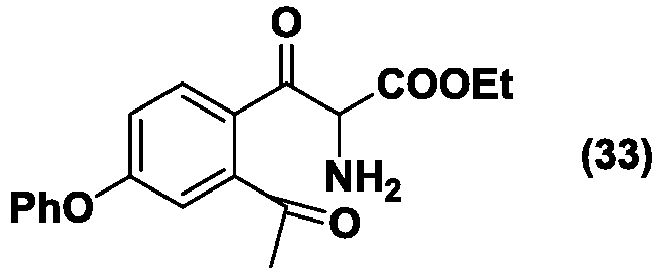 O
COOEt
(33)
NH2
PhO
O